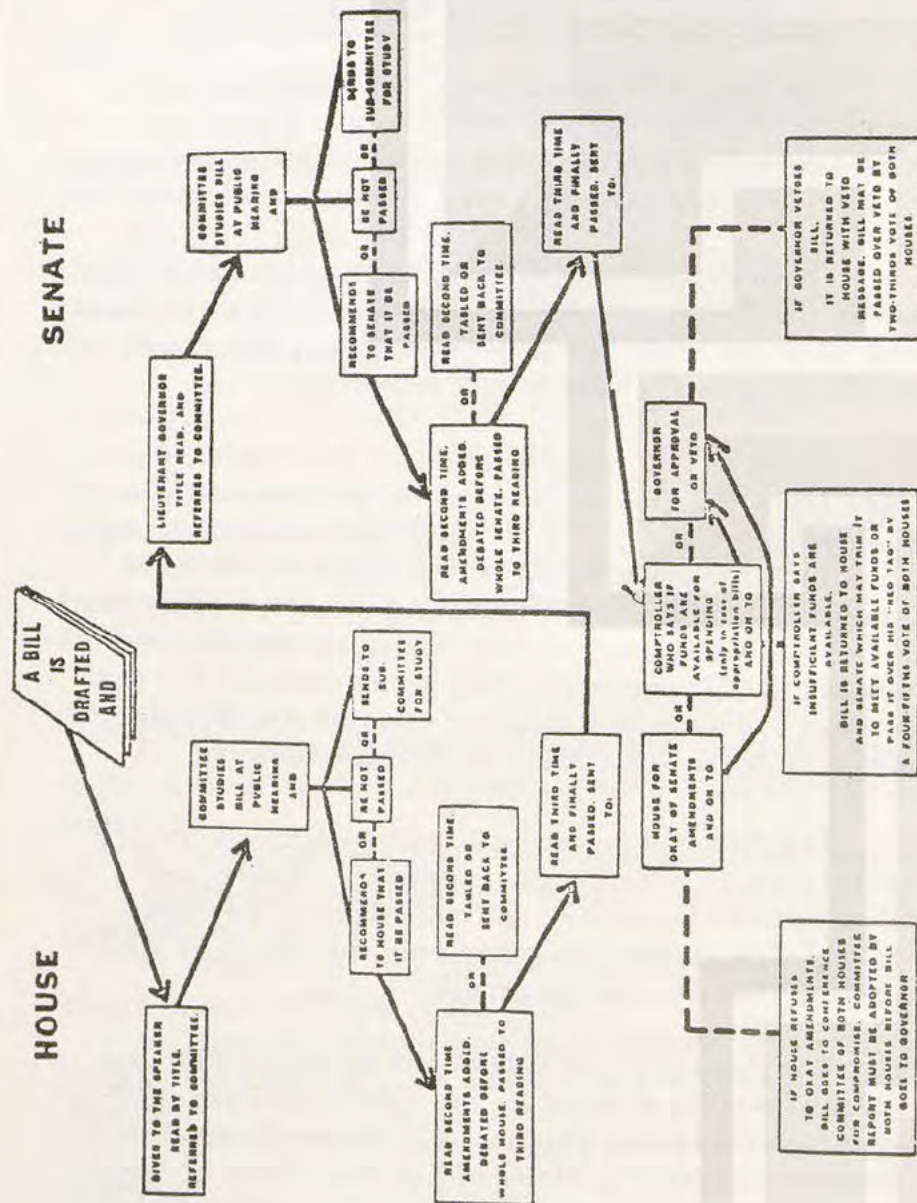 HOUSE
SENATE
A BILL
IS
DRAFTED
AND
GIVES TO THE SPEAKER
READ BY TITLE,
REFERRED TO COMMITTEE.
COMMITTEE
STUDIES
BILL AT
PUBLIC
HEARING
AND
RECOMMENDS
TO HOUSE THAT
IT BE PASSED
OR
BE NOT
PASSED
OR
SENDS TO
SUB-
COMMITTEE
FOR STUDY
READ SECOND TIME
AMENDMENTS ADDED,
DEBATED BEFORE
WHOLE HOUSE, PASSED TO
THIRD READING
OR
READ SECOND TIME,
TABLED OR
SENT BACK TO
COMMITTEE.
READ THIRD TIME
AND FINALLY
PASSED, SENT
TO:
LIEUTENANT GOVERNOR
TITLE READ, AND
REFERRED TO COMMITTEE.
COMMITTEE
STUDIES BILL
AT PUBLIC
HEARING
AND
RECOMMENDS
TO SENATE
THAT IT BE
PASSED
OR
BE NOT
PASSED
OR
SENDS TO
SUB-COMMITTEE
FOR STUDY
READ SECOND TIME,
AMENDMENTS ADDED,
DEBATED BEFORE
WHOLE SENATE, PASSED
TO THIRD READING
OR
READ SECOND TIME,
TABLED OR
SENT BACK TO
COMMITTEE
READ THIRD TIME
AND FINALLY
PASSED, SENT
TO:
HOUSE FOR
OKAY OF SENATE
AMENDMENTS
AND ON TO
OR
COMPTROLLER
WHO SAYS IF
FUNDS ARE
AVAILABLE FOR
SPENDING
(only in case of
appropriation bills)
AND ON TO
OR
GOVERNOR
FOR APPROVAL
OR VETO
IF HOUSE REFUSES
TO OKAY AMENDMENTS,
BILL GOES TO CONFERENCE
COMMITTEE OF BOTH HOUSES
FOR COMPROMISE. COMMITTEE
REPORT MUST BE ADOPTED BY
BOTH HOUSES BEFORE BILL
GOES TO GOVERNOR
IF COMPTROLLER SAYS
INSUFFICIENT FUNDS ARE
AVAILABLE,
BILL IS RETURNED TO HOUSE
AND SENATE WHICH MAY TRIM IT
TO MEET AVAILABLE FUNDS OR
PASS IT OVER HIS "RED TAG" BY
A FOUR-FIFTHS VOTE OF BOTH HOUSES
IF GOVERNOR VETOES
BILL,
IT IS RETURNED TO
HOUSE WITH VETO
MESSAGE. BILL MAY BE
PASSED OVER VETO BY
TWO-THIRDS VOTE OF BOTH
HOUSES